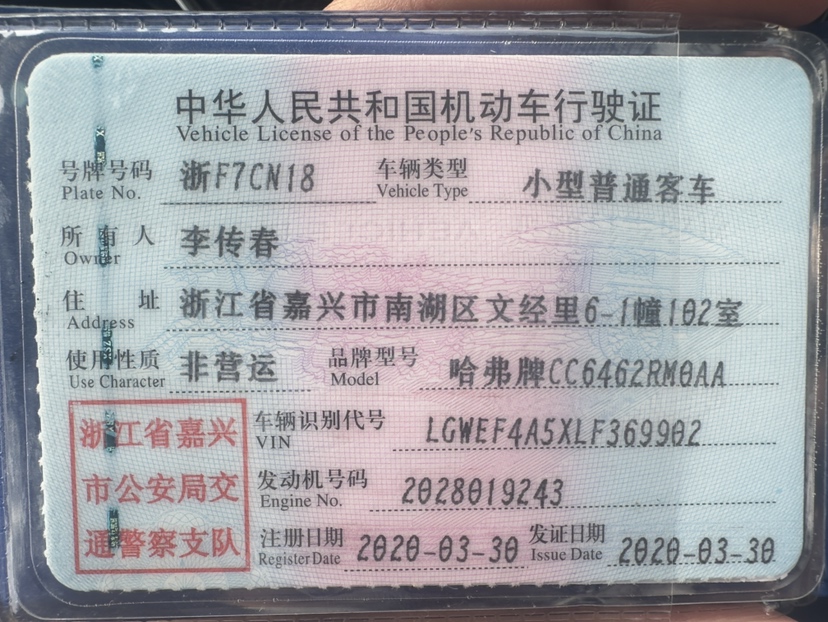 中华人民共和国机动车行驶证
Vehicle License of the People's Republic of China
号牌号码 浙F7CN18 车辆类型 小型普通客车
Plate No. Vehicle Type
所有人 李传春
Owner
住址 浙江省嘉兴市南湖区文经里6-1幢102室
Address
使用性质 非营运 品牌型号 哈弗牌CC6462RM0AA
Use Character Model
浙江省嘉兴 车辆识别代号 LGWEF4A5XLF369902
VIN
市公安局交 发动机号码 2028019243
Engine No.
通警察支队 注册日期 2020-03-30 发证日期 2020-03-30
Register Date Issue Date